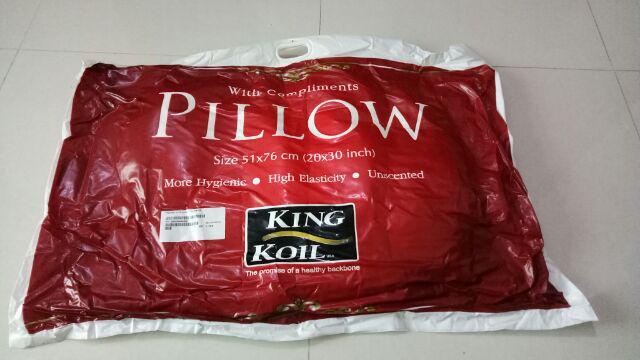 With Compliments
PILLOW
Size 51x76 cm (20x30 inch)
More Hygienic ● High Elasticity ● Unscented
KING
KOIL
The promise of a healthy backbone